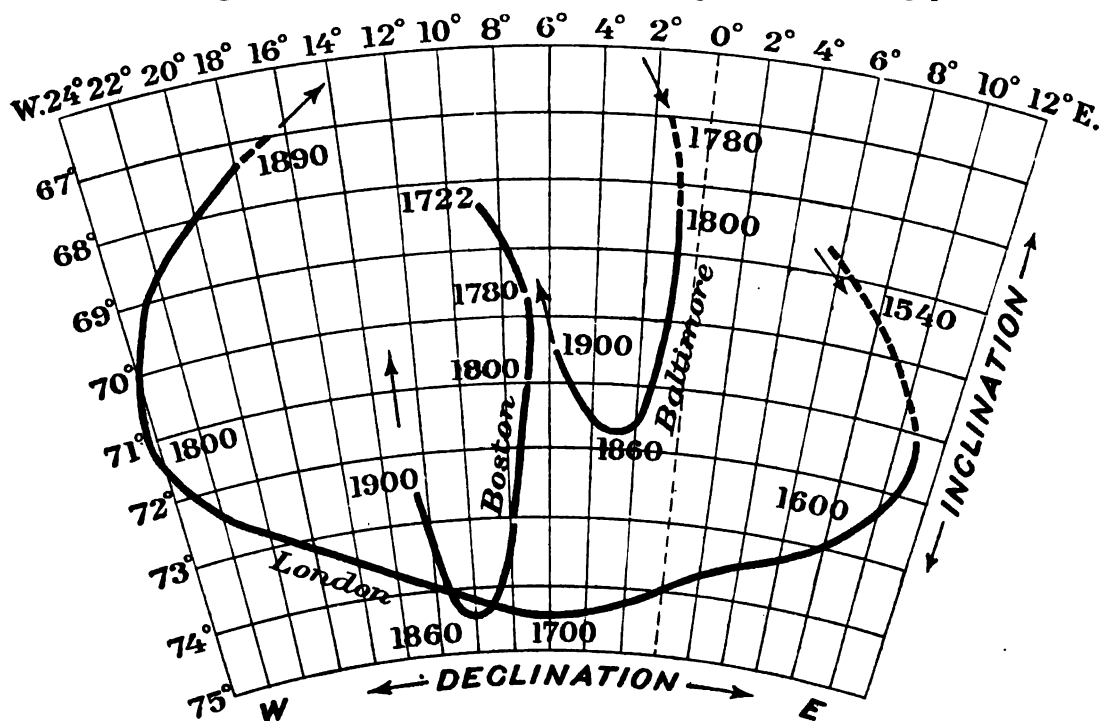 W. 24° 22° 20° 18° 16° 14° 12° 10° 8° 6° 4° 2° 0° 2° 4° 6° 8° 10° 12° E.
1780
1890
67°
1722
1800
68°
1780
1540
69°
1900
Baltimore
70°
1800
INCLINATION
71°
1800
1860
Boston
1900
1600
72°
73°
London
74°
1860
1700
75°
W
DECLINATION
E